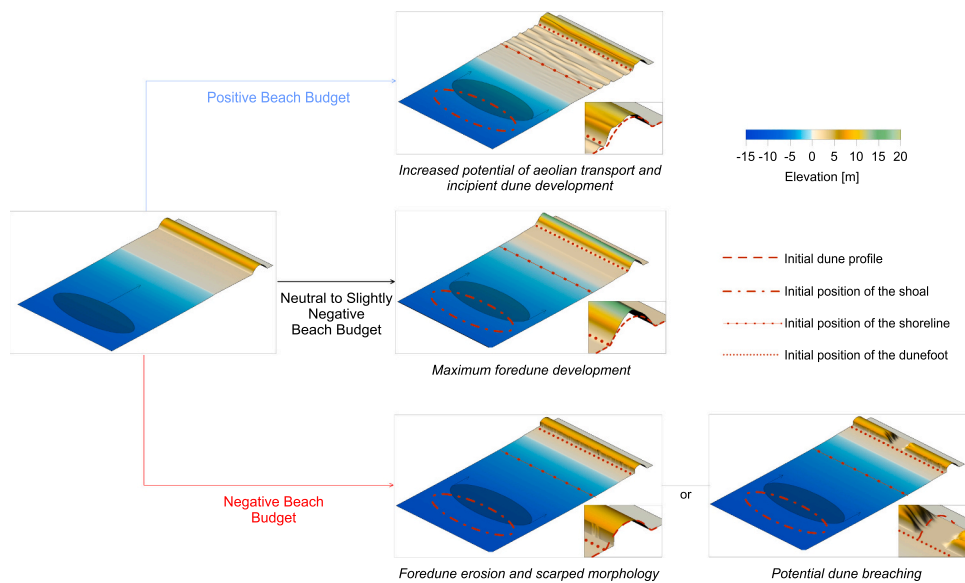 Positive Beach Budget
Increased potential of aeolian transport and
incipient dune development
-15 -10 -5 0 5 10 15 20
Elevation [m]
Neutral to Slightly
Negative
Beach Budget
Maximum foredune development
Initial dune profile
Initial position of the shoal
Initial position of the shoreline
Initial position of the dunefoot
Negative Beach
Budget
Foredune erosion and scarped morphology
or
Potential dune breaching